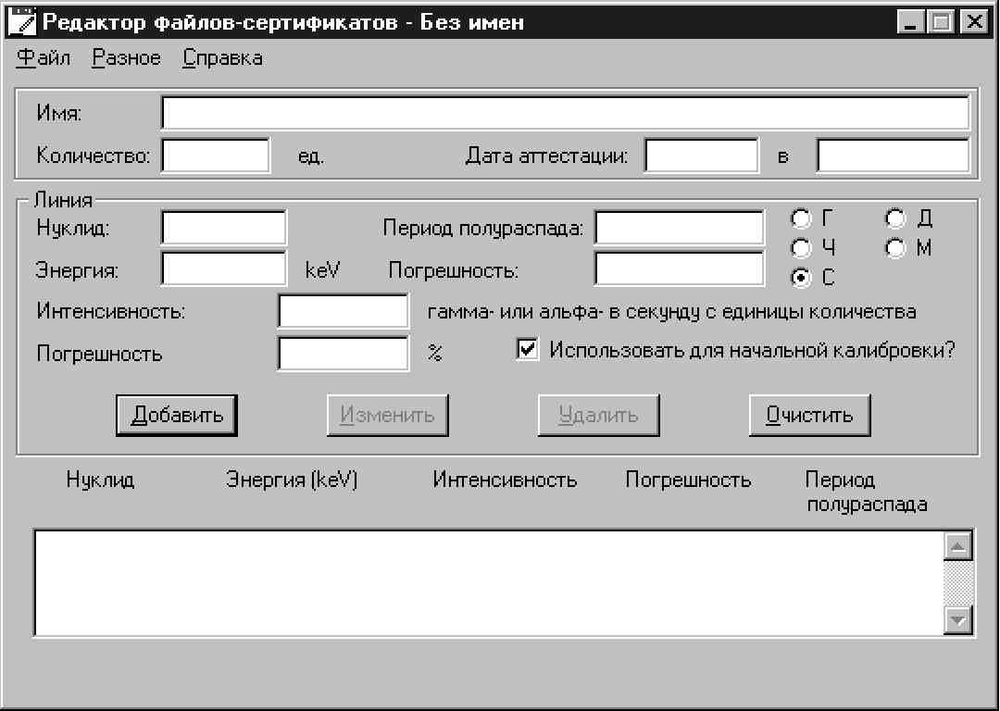 Редактор файлов-сертификатов - Без имен
Файл Разное Справка
Имя:
Количество: ед. Дата аттестации: в
Линия
Нуклид: Период полураспада: Г Д
Ч М
Энергия: keV Погрешность: С
Интенсивность: гамма- или альфа- в секунду с единицы количества
Погрешность % Использовать для начальной калибровки?
Добавить Изменить Удалить Очистить
Нуклид Энергия (keV) Интенсивность Погрешность Период
полураспада